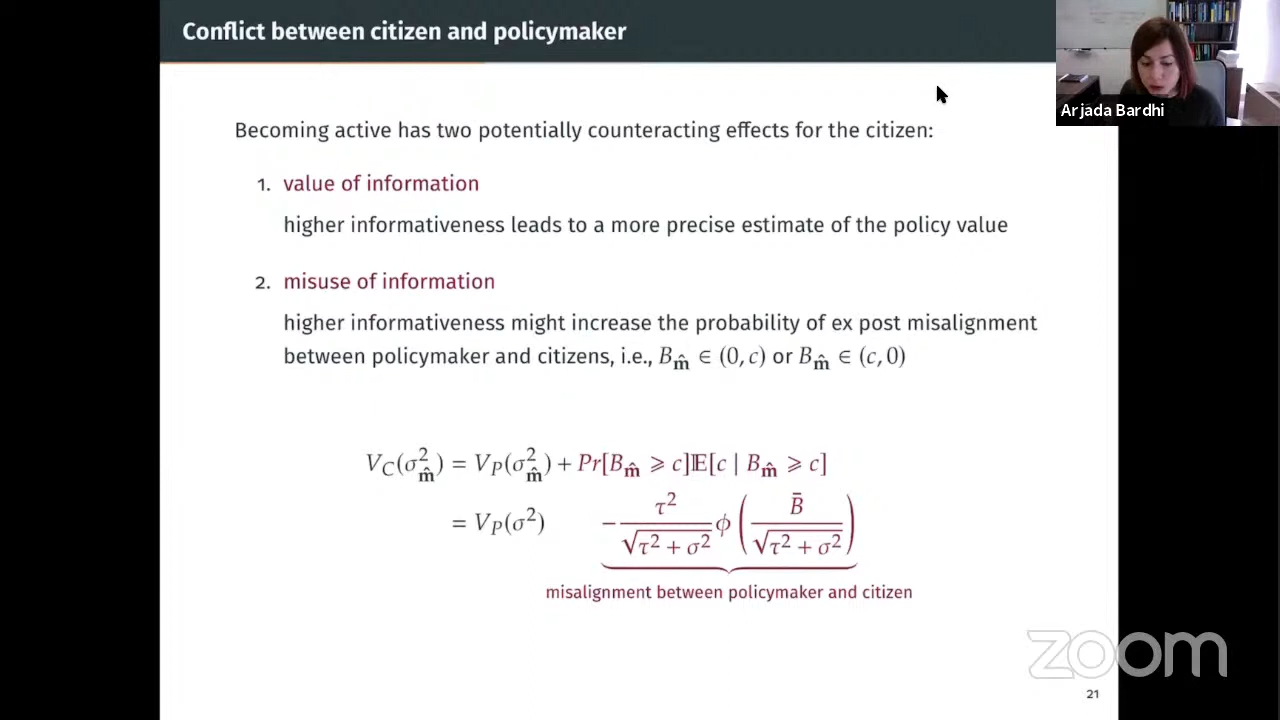 Conflict between citizen and policymaker
Arjada Bardhi
Becoming active has two potentially counteracting effects for the citizen:
1. value of information
higher informativeness leads to a more precise estimate of the policy value
2. misuse of information
higher informativeness might increase the probability of ex post misalignment
between policymaker and citizens, i.e., B_m̂ ∈ (0, c) or B_m̂ ∈ (c, 0)
V_C(σ²_m̂) = V_P(σ²_m̂) + Pr[B_m̂ ⩾ c]𝔼[c | B_m̂ ⩾ c]
= V_P(σ²) − τ²/√(τ² + σ²) ϕ(B̄/√(τ² + σ²))
misalignment between policymaker and citizen
zoom
21